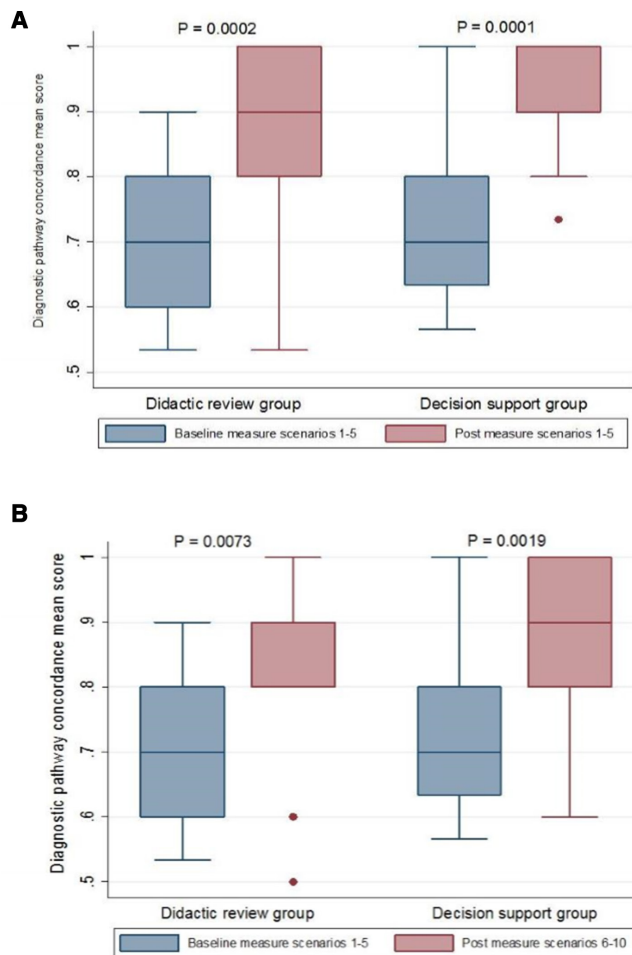 A
P = 0.0002
P = 0.0001
Diagnostic pathway concordance mean score
1
.9
.8
.7
.6
.5
Didactic review group
Decision support group
Baseline measure scenarios 1-5
Post measure scenarios 1-5
B
P = 0.0073
P = 0.0019
Diagnostic pathway concordance mean score
1
.9
.8
.7
.6
.5
Didactic review group
Decision support group
Baseline measure scenarios 1-5
Post measure scenarios 6-10